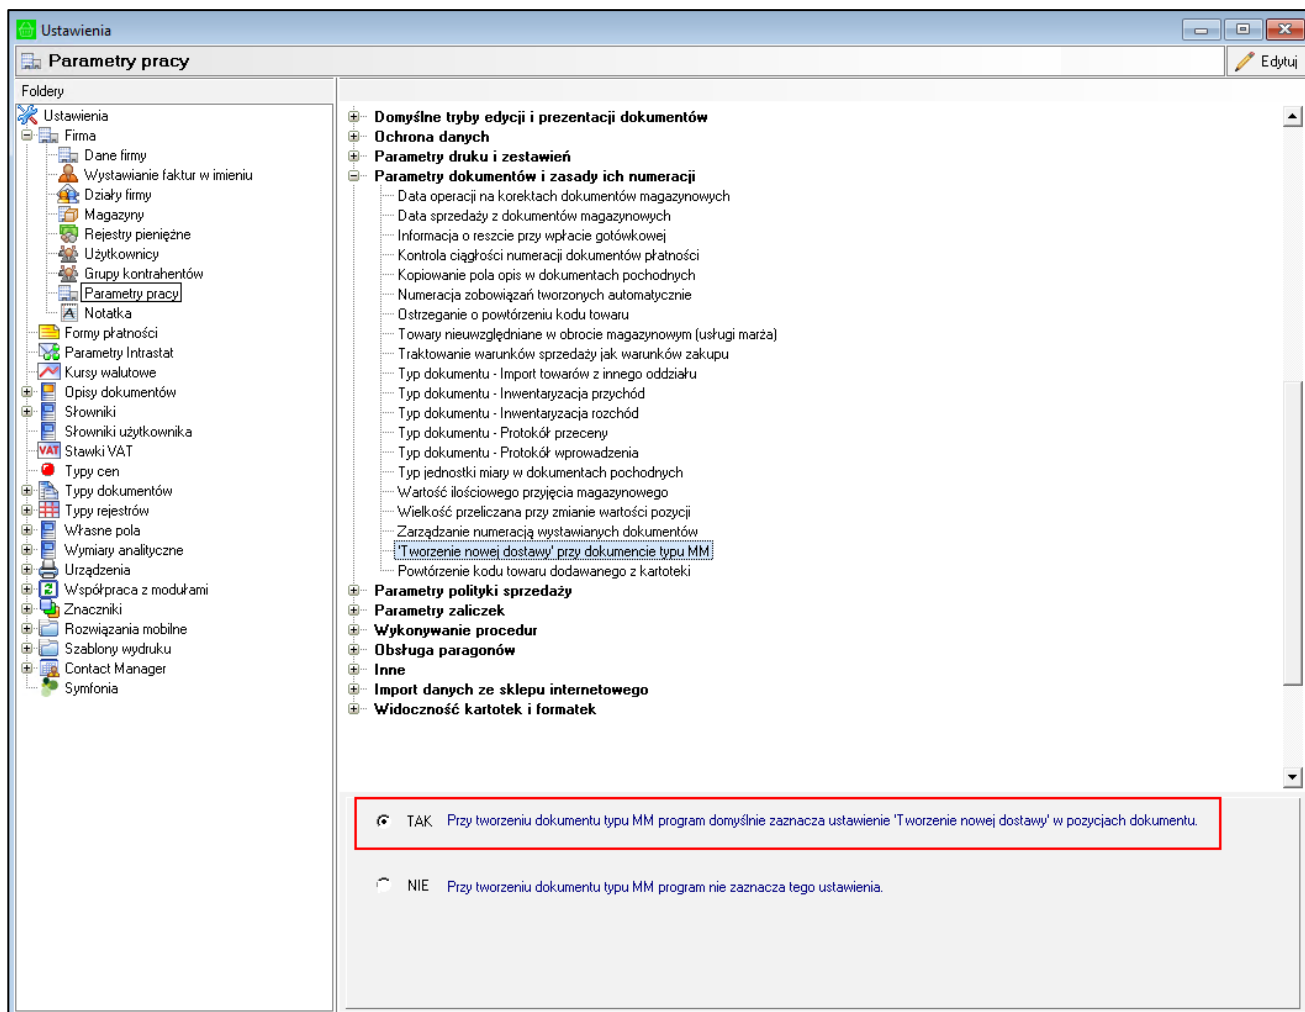 Ustawienia
Parametry pracy
Edytuj
Foldery
Ustawienia
Firma
Dane firmy
Wystawianie faktur w imieniu
Działy firmy
Magazyny
Rejestry pieniężne
Użytkownicy
Grupy kontrahentów
Parametry pracy
Notatka
Formy płatności
Parametry Intrastat
Kursy walutowe
Opisy dokumentów
Słowniki
Słowniki użytkownika
VAT Stawki VAT
Typy cen
Typy dokumentów
Typy rejestrów
Własne pola
Wymiary analityczne
Urządzenia
Współpraca z modułami
Znaczniki
Rozwiązania mobilne
Szablony wydruku
Contact Manager
Symfonia
Domyślne tryby edycji i prezentacji dokumentów
Ochrona danych
Parametry druku i zestawień
Parametry dokumentów i zasady ich numeracji
Data operacji na korektach dokumentów magazynowych
Data sprzedaży z dokumentów magazynowych
Informacja o reszcie przy wpłacie gotówkowej
Kontrola ciągłości numeracji dokumentów płatności
Kopiowanie pola opis w dokumentach pochodnych
Numeracja zobowiązań tworzonych automatycznie
Ostrzeganie o powtórzeniu kodu towaru
Towary nieuwzględniane w obrocie magazynowym (usługi marża)
Traktowanie warunków sprzedaży jak warunków zakupu
Typ dokumentu - Import towarów z innego oddziału
Typ dokumentu - Inwentaryzacja przychód
Typ dokumentu - Inwentaryzacja rozchód
Typ dokumentu - Protokół przeceny
Typ dokumentu - Protokół wprowadzenia
Typ jednostki miary w dokumentach pochodnych
Wartość ilościowego przyjęcia magazynowego
Wielkość przeliczana przy zmianie wartości pozycji
Zarządzanie numeracją wystawianych dokumentów
'Tworzenie nowej dostawy' przy dokumencie typu MM
Powtórzenie kodu towaru dodawanego z kartoteki
Parametry polityki sprzedaży
Parametry zaliczek
Wykonywanie procedur
Obsługa paragonów
Inne
Import danych ze sklepu internetowego
Widoczność kartotek i formatek
TAK Przy tworzeniu dokumentu typu MM program domyślnie zaznacza ustawienie 'Tworzenie nowej dostawy' w pozycjach dokumentu.
NIE Przy tworzeniu dokumentu typu MM program nie zaznacza tego ustawienia.